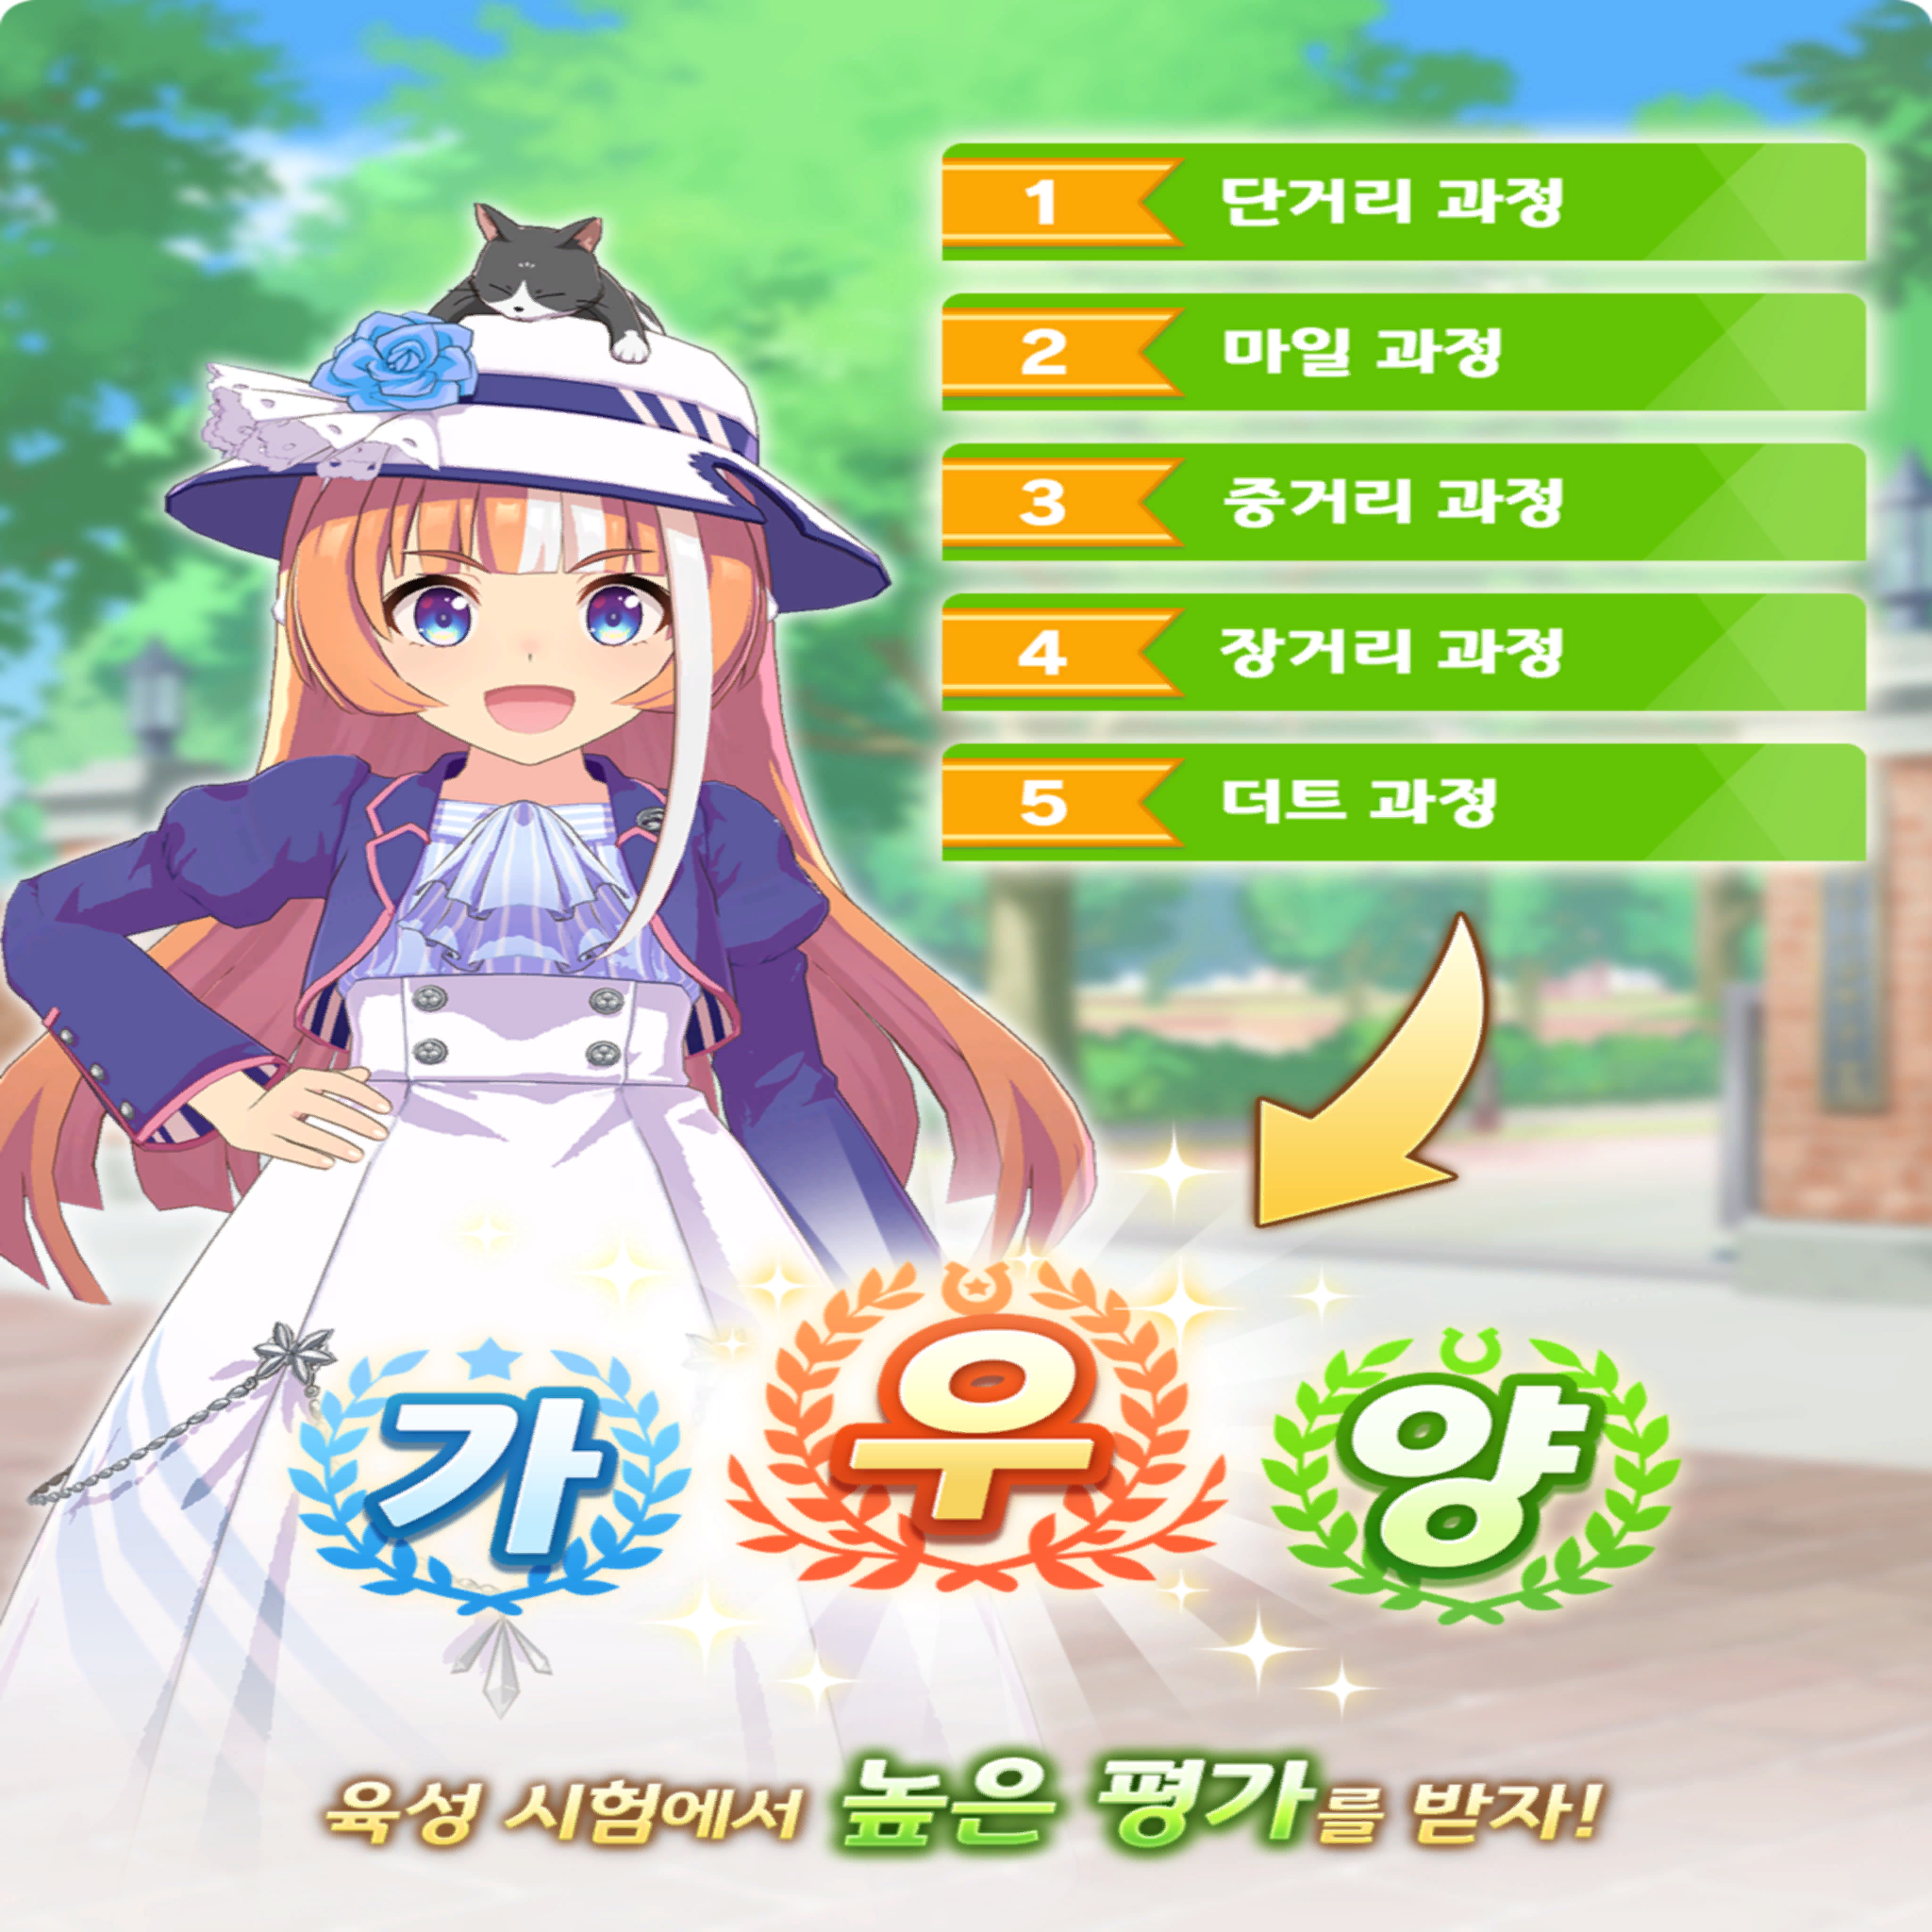 1 단거리 과정
2 마일 과정
3 중거리 과정
4 장거리 과정
5 더트 과정
가 우 양
육성 시험에서 높은 평가를 받자!